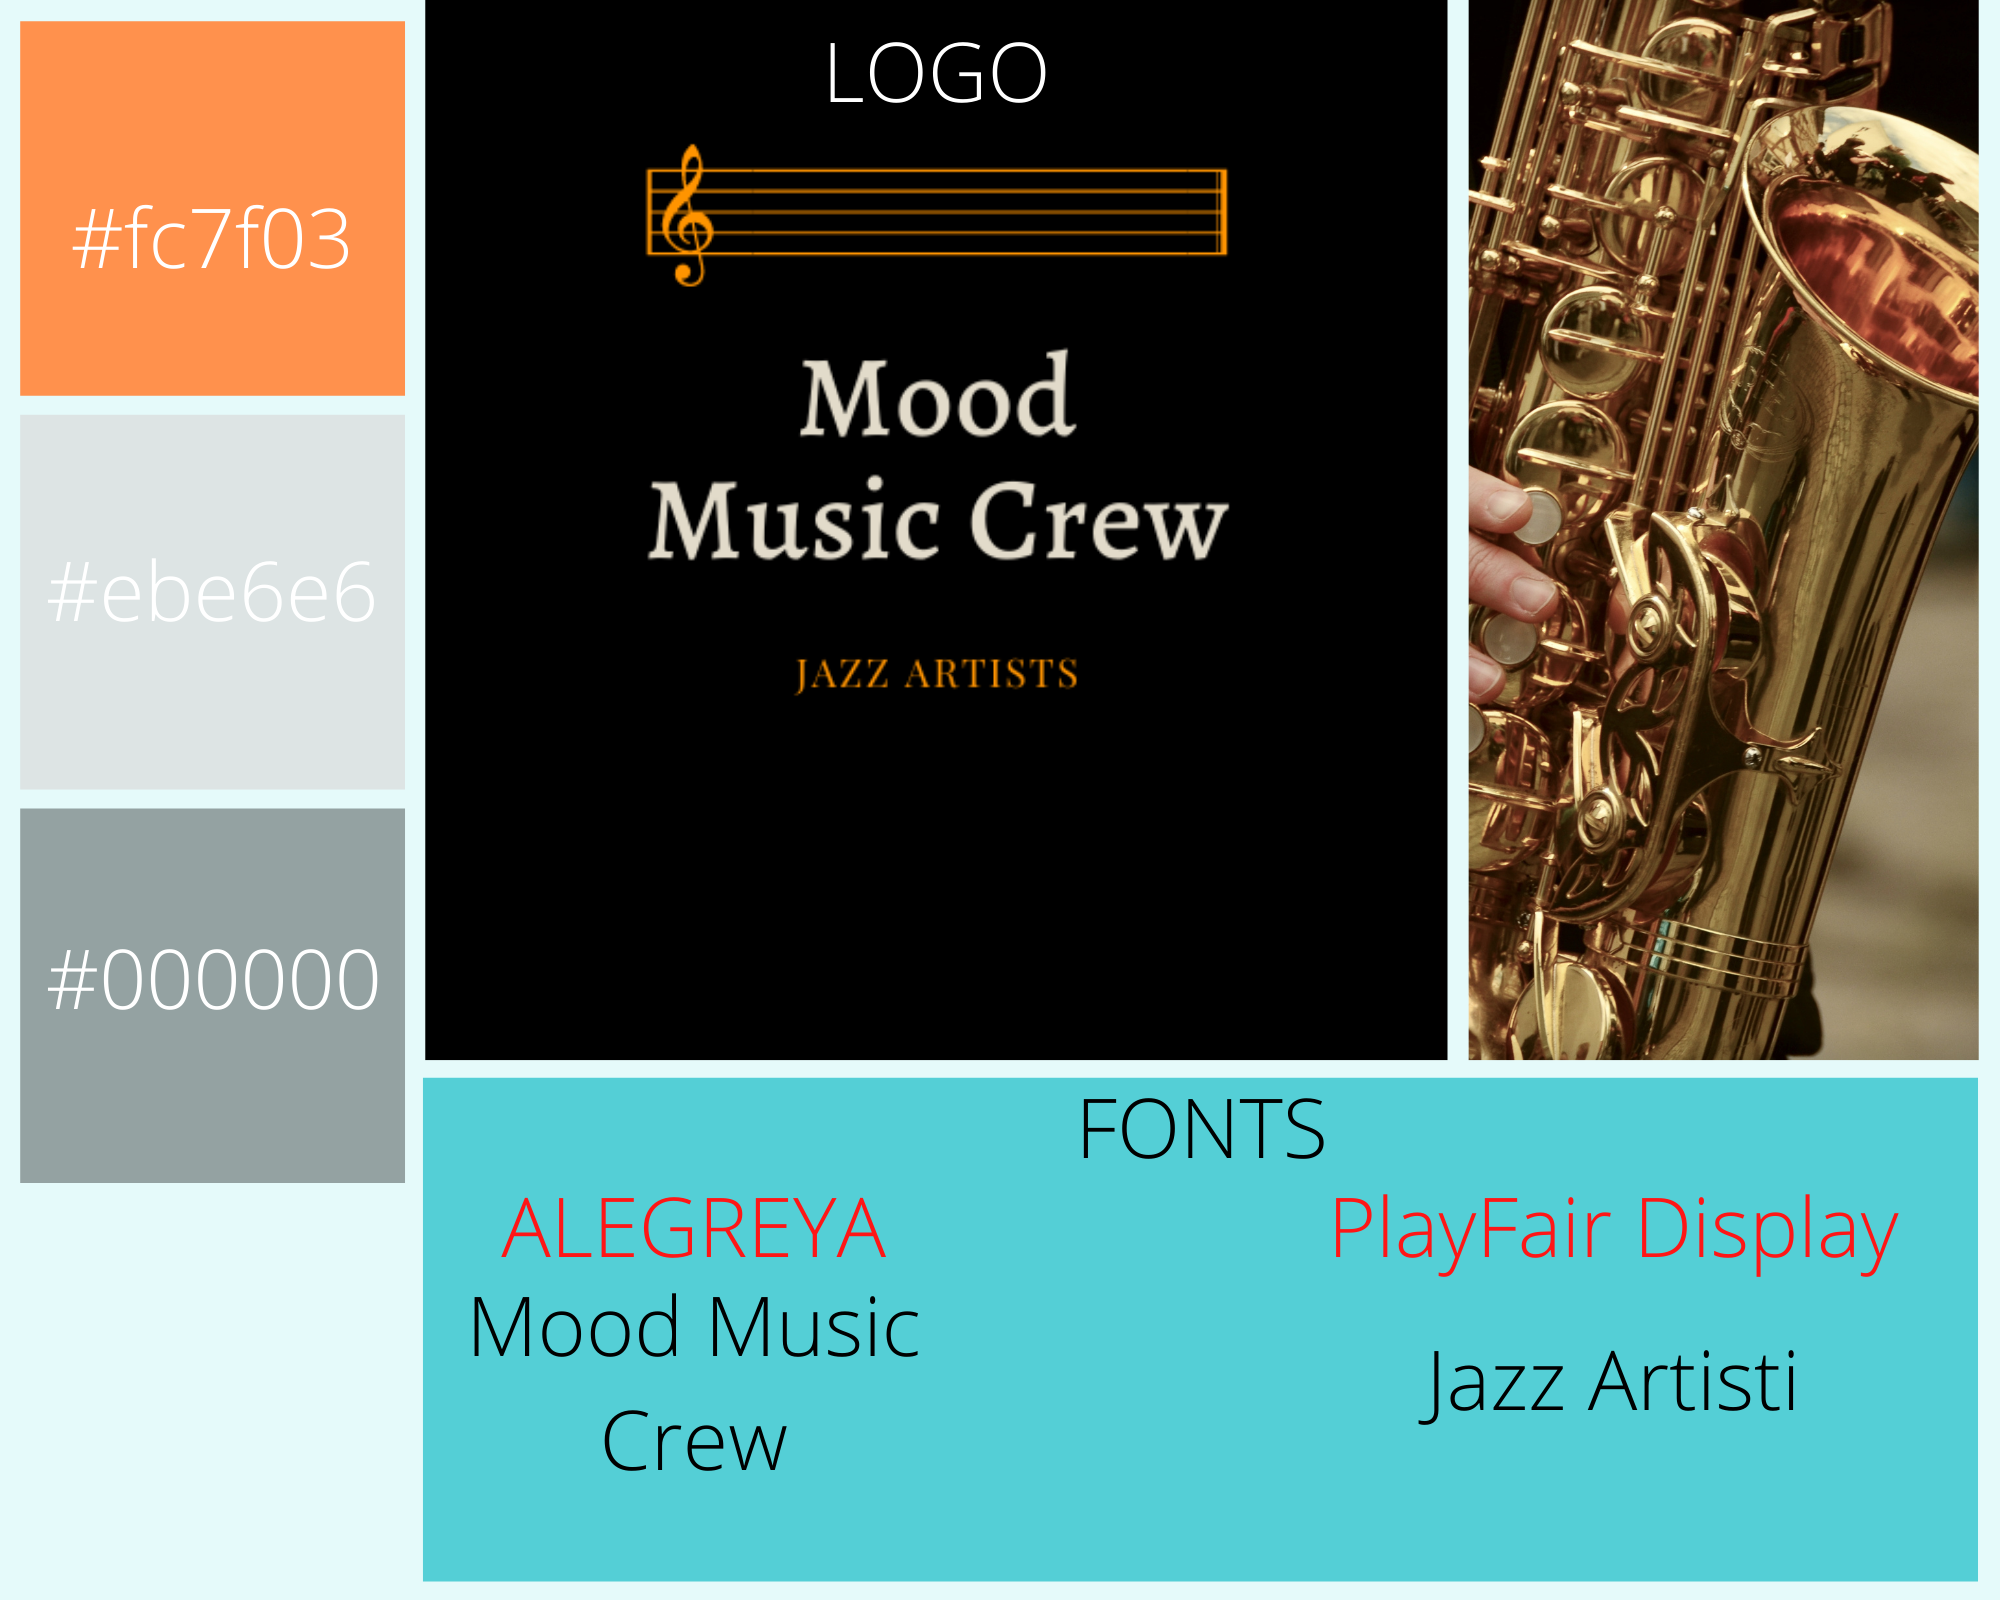 #fc7f03
#ebe6e6
#000000
LOGO
Mood
Music Crew
JAZZ ARTISTS
FONTS
ALEGREYA
Mood Music
Crew
PlayFair Display
Jazz Artisti